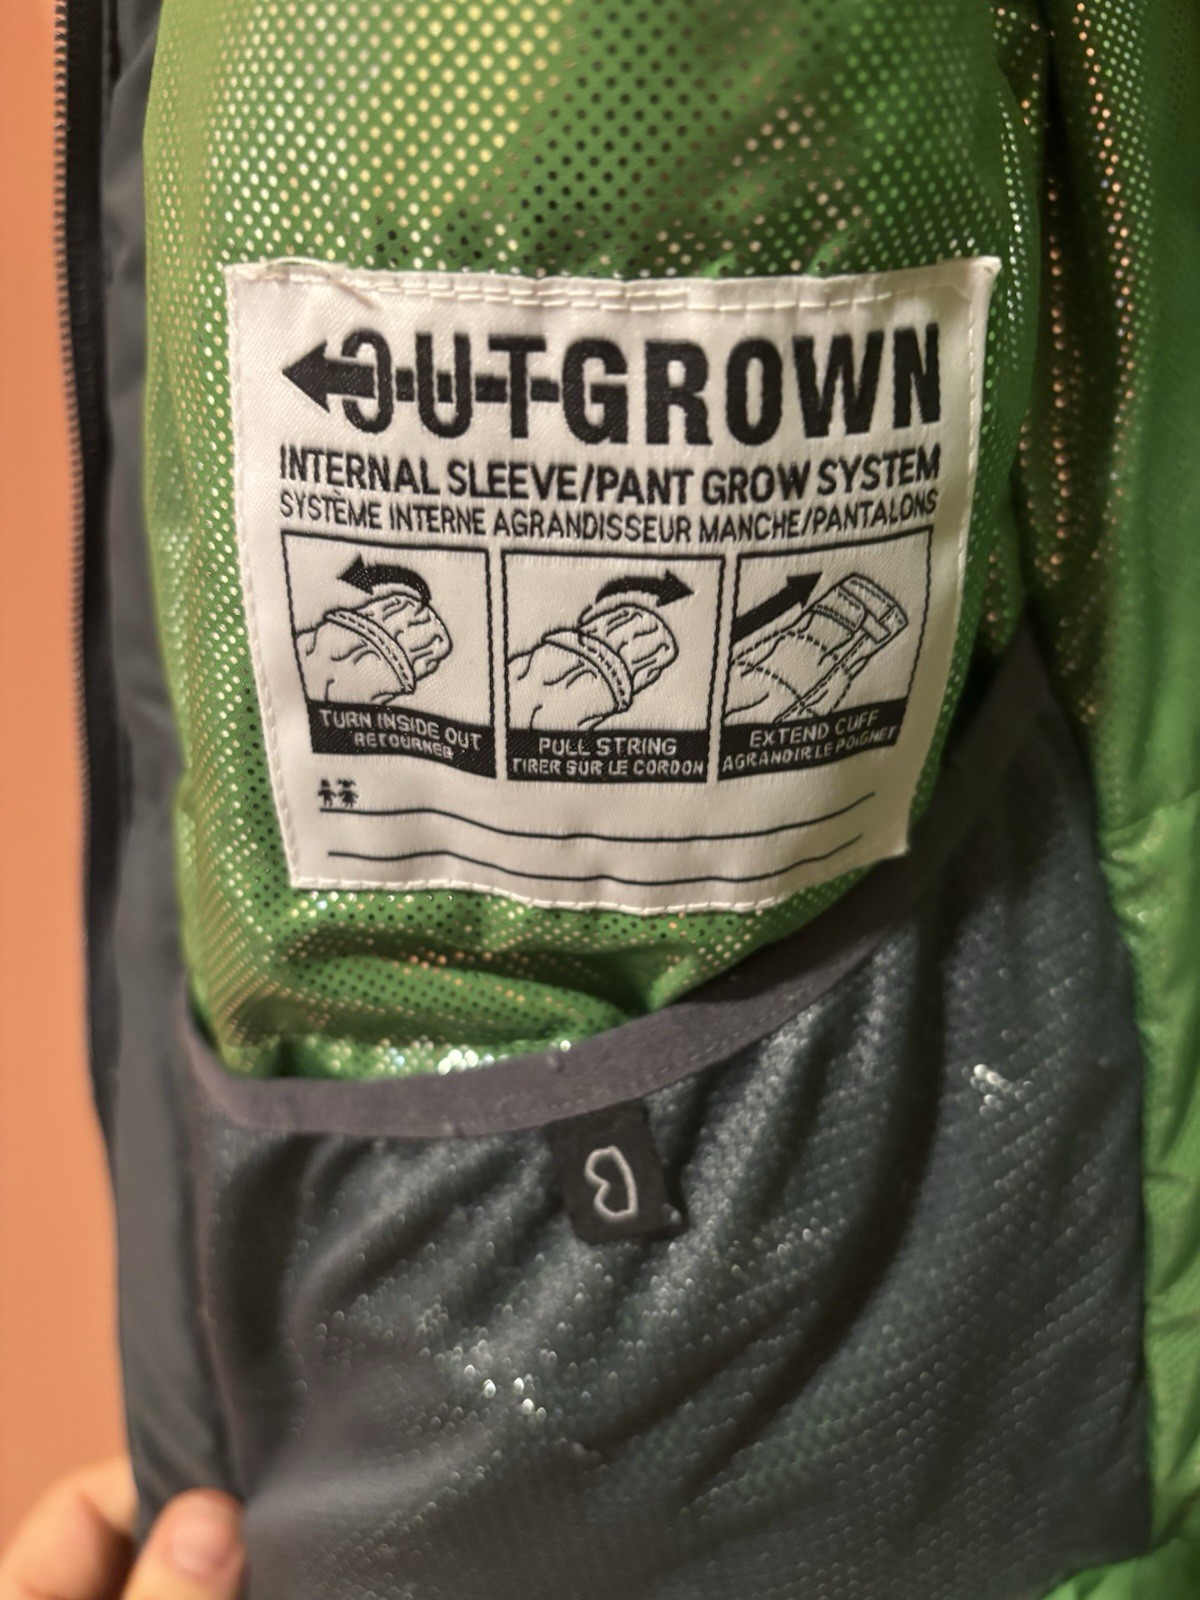 OUTGROWN
INTERNAL SLEEVE/PANT GROW SYSTEM
SYSTÈME INTERNE AGRANDISSEUR MANCHE/PANTALONS
TURN INSIDE OUT
RETOURNER
PULL STRING
TIRER SUR LE CORDON
EXTEND CUFF
AGRANDIR LE POIGNET